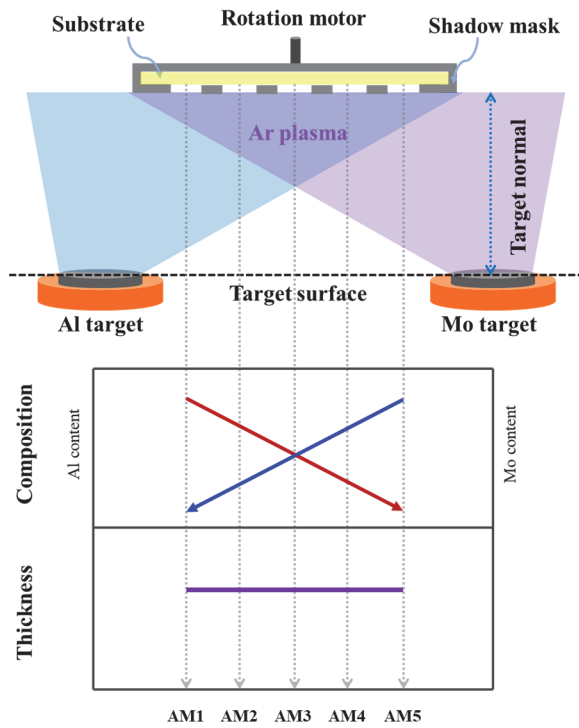 Rotation motor
Substrate
Shadow mask
Ar plasma
Target normal
Target surface
Al target
Mo target
Composition
Al content
Mo content
Thickness
AM1 AM2 AM3 AM4 AM5